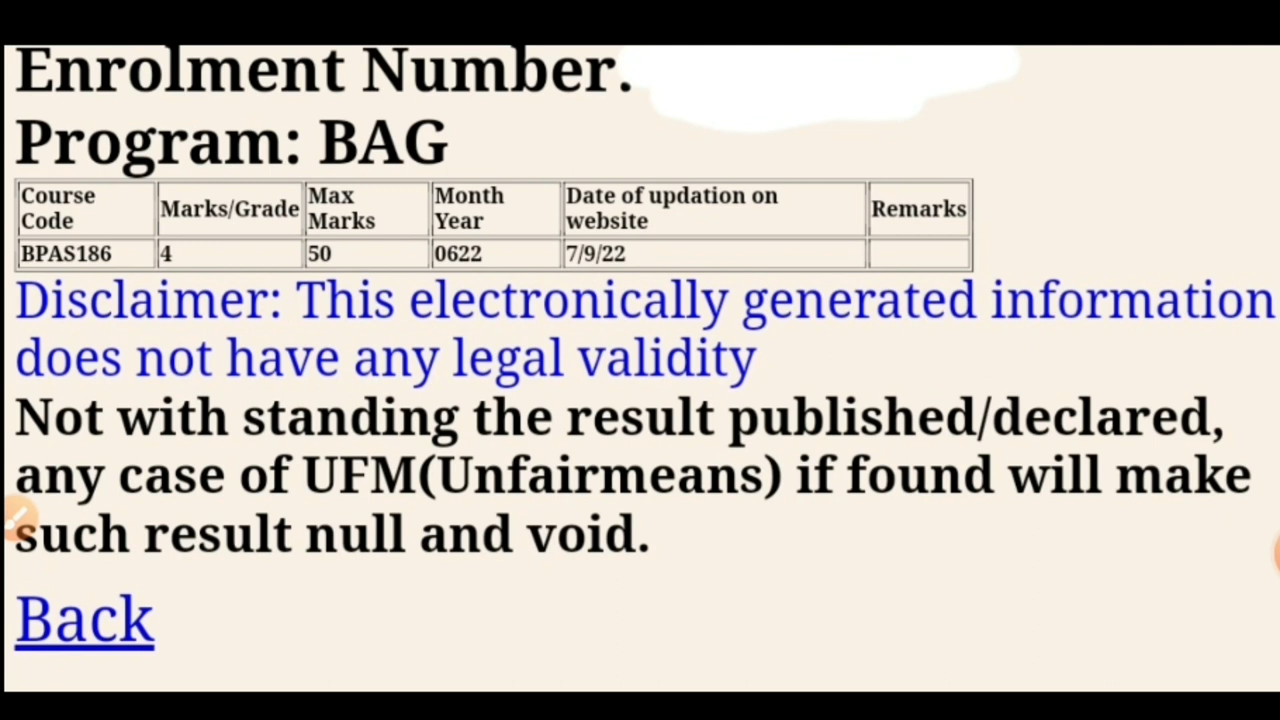 Enrolment Number.
Program: BAG
Course Code | Marks/Grade | Max Marks | Month Year | Date of updation on website | Remarks
BPAS186 | 4 | 50 | 0622 | 7/9/22 |
Disclaimer: This electronically generated information
does not have any legal validity
Not with standing the result published/declared,
any case of UFM(Unfairmeans) if found will make
such result null and void.
Back